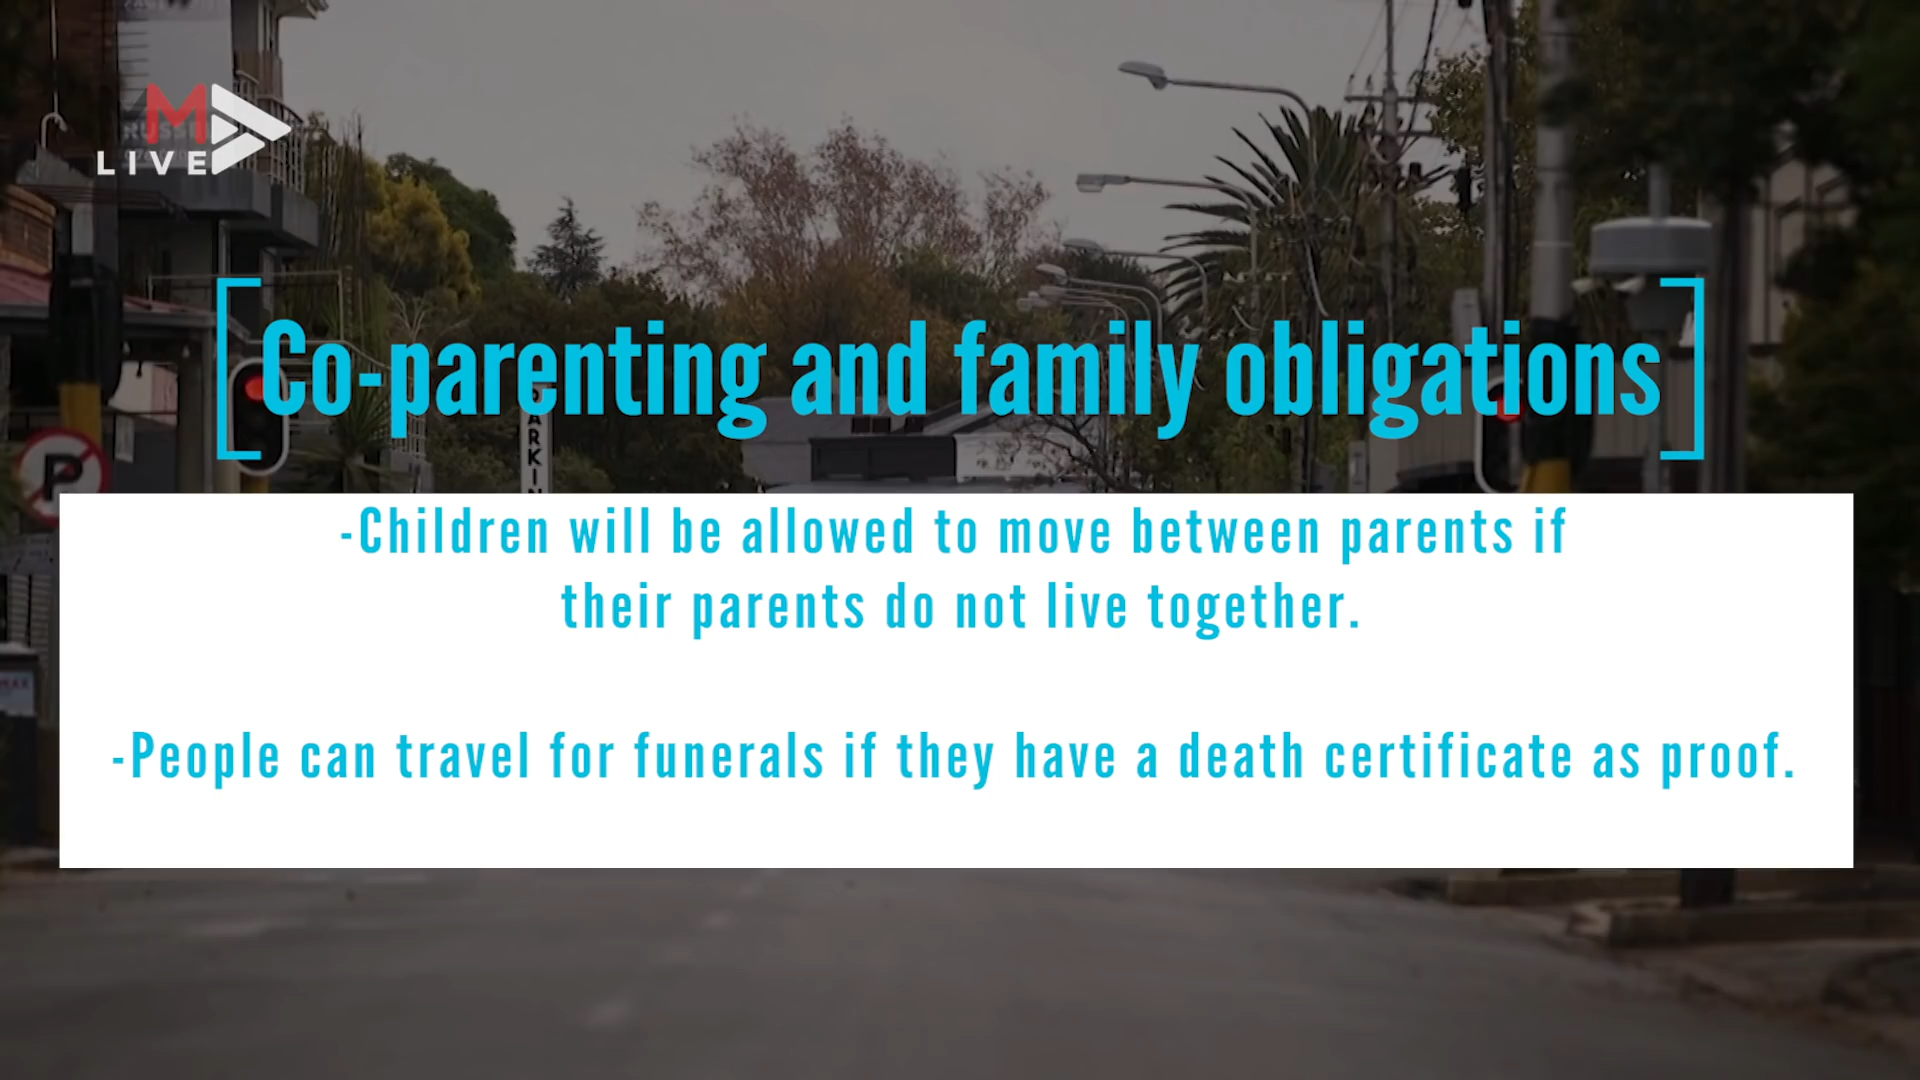 M
LIVE
[Co-parenting and family obligations]
P
ARKIN
-Children will be allowed to move between parents if
their parents do not live together.
-People can travel for funerals if they have a death certificate as proof.